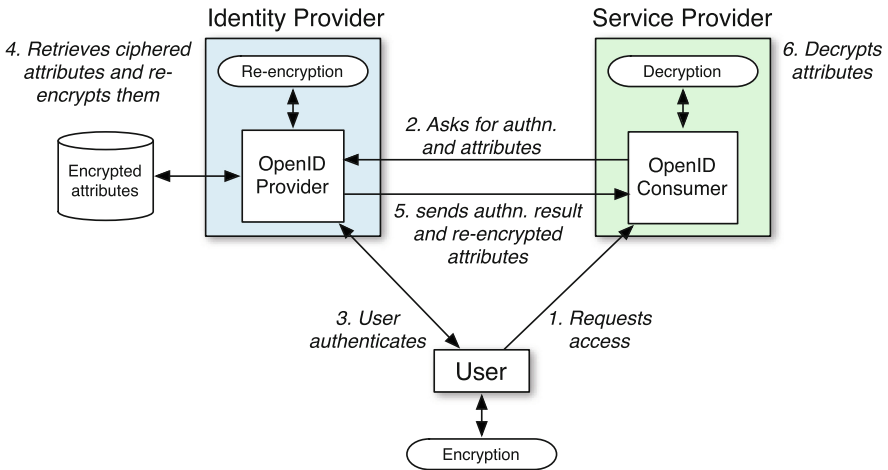 Identity Provider
Service Provider
4. Retrieves ciphered
attributes and re-
encrypts them
Re-encryption
Decryption
6. Decrypts
attributes
2. Asks for authn.
and attributes
Encrypted
attributes
OpenID
Provider
OpenID
Consumer
5. sends authn. result
and re-encrypted
attributes
3. User
authenticates
1. Requests
access
User
Encryption